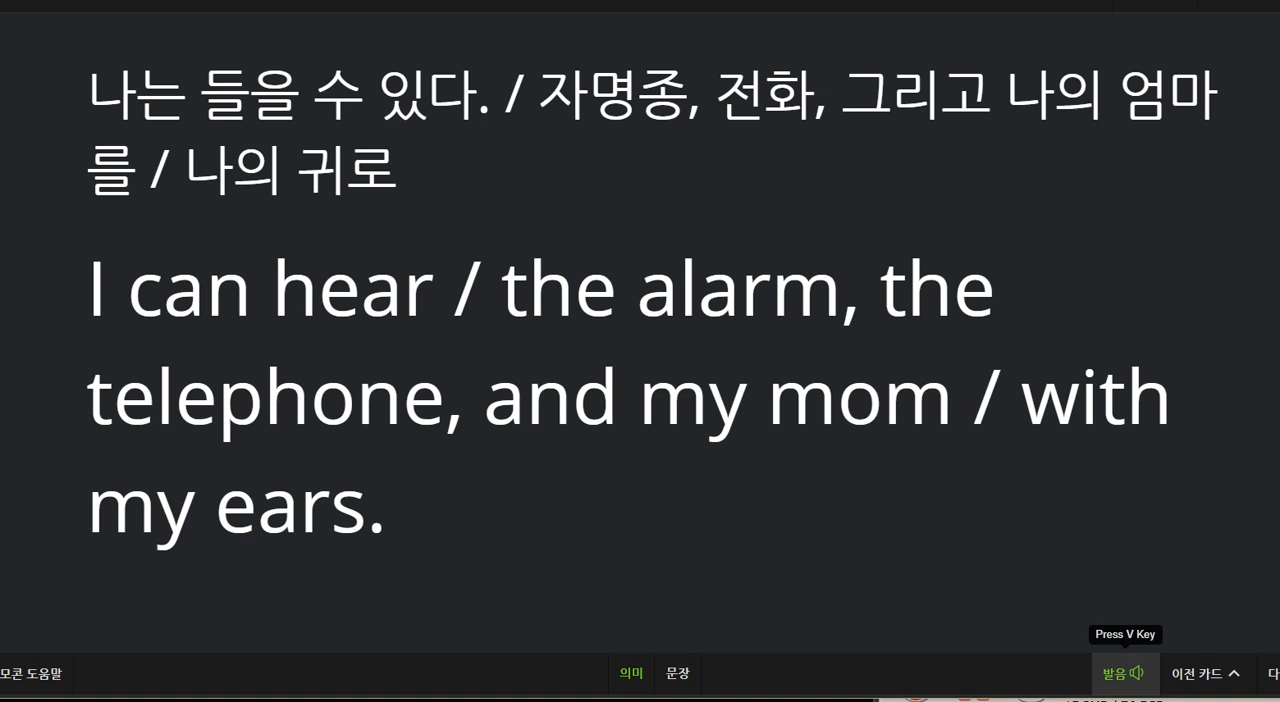 나는 들을 수 있다. / 자명종, 전화, 그리고 나의 엄마
를 / 나의 귀로
I can hear / the alarm, the
telephone, and my mom / with
my ears.
Press V Key
모콘 도움말
의미
문장
발음
이전 카드